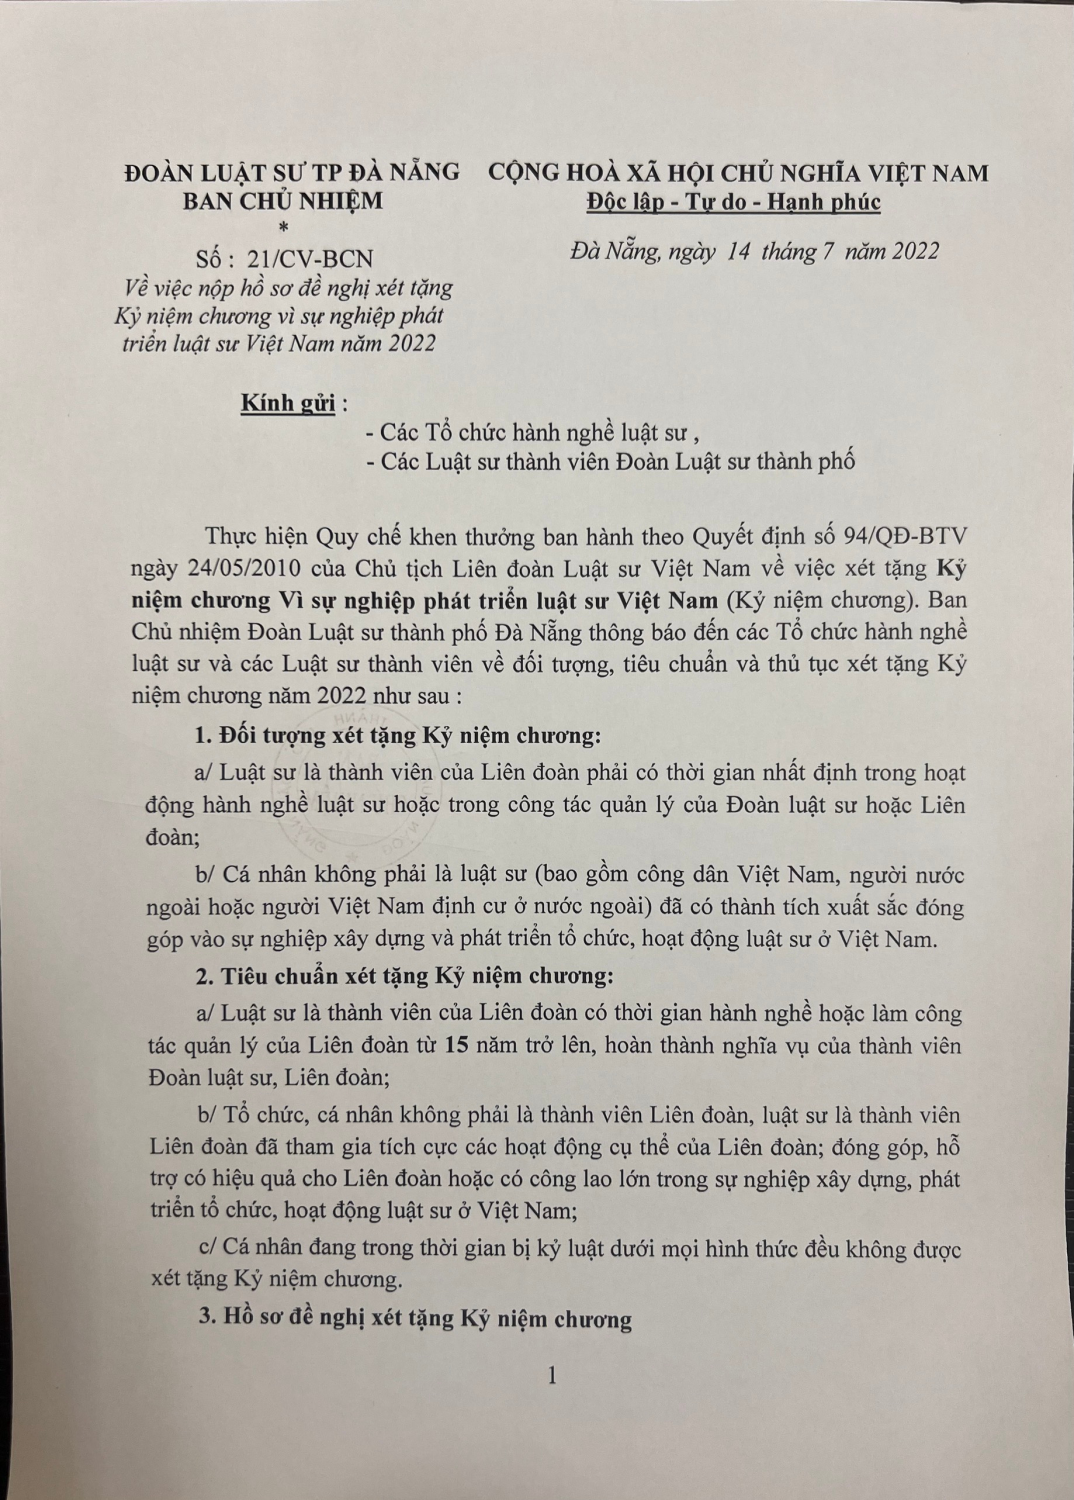 ĐOÀN LUẬT SƯ TP ĐÀ NẴNG
BAN CHỦ NHIỆM
*
Số : 21/CV-BCN
Về việc nộp hồ sơ đề nghị xét tặng
Kỷ niệm chương vì sự nghiệp phát
triển luật sư Việt Nam năm 2022
CỘNG HOÀ XÃ HỘI CHỦ NGHĨA VIỆT NAM
Độc lập - Tự do - Hạnh phúc
Đà Nẵng, ngày 14 tháng 7 năm 2022
Kính gửi :
- Các Tổ chức hành nghề luật sư ,
- Các Luật sư thành viên Đoàn Luật sư thành phố
Thực hiện Quy chế khen thưởng ban hành theo Quyết định số 94/QĐ-BTV
ngày 24/05/2010 của Chủ tịch Liên đoàn Luật sư Việt Nam về việc xét tặng Kỷ
niệm chương Vì sự nghiệp phát triển luật sư Việt Nam (Kỷ niệm chương). Ban
Chủ nhiệm Đoàn Luật sư thành phố Đà Nẵng thông báo đến các Tổ chức hành nghề
luật sư và các Luật sư thành viên về đối tượng, tiêu chuẩn và thủ tục xét tặng Kỷ
niệm chương năm 2022 như sau :
1. Đối tượng xét tặng Kỷ niệm chương:
a/ Luật sư là thành viên của Liên đoàn phải có thời gian nhất định trong hoạt
động hành nghề luật sư hoặc trong công tác quản lý của Đoàn luật sư hoặc Liên
đoàn;
b/ Cá nhân không phải là luật sư (bao gồm công dân Việt Nam, người nước
ngoài hoặc người Việt Nam định cư ở nước ngoài) đã có thành tích xuất sắc đóng
góp vào sự nghiệp xây dựng và phát triển tổ chức, hoạt động luật sư ở Việt Nam.
2. Tiêu chuẩn xét tặng Kỷ niệm chương:
a/ Luật sư là thành viên của Liên đoàn có thời gian hành nghề hoặc làm công
tác quản lý của Liên đoàn từ 15 năm trở lên, hoàn thành nghĩa vụ của thành viên
Đoàn luật sư, Liên đoàn;
b/ Tổ chức, cá nhân không phải là thành viên Liên đoàn, luật sư là thành viên
Liên đoàn đã tham gia tích cực các hoạt động cụ thể của Liên đoàn; đóng góp, hỗ
trợ có hiệu quả cho Liên đoàn hoặc có công lao lớn trong sự nghiệp xây dựng, phát
triển tổ chức, hoạt động luật sư ở Việt Nam;
c/ Cá nhân đang trong thời gian bị kỷ luật dưới mọi hình thức đều không được
xét tặng Kỷ niệm chương.
3. Hồ sơ đề nghị xét tặng Kỷ niệm chương
1